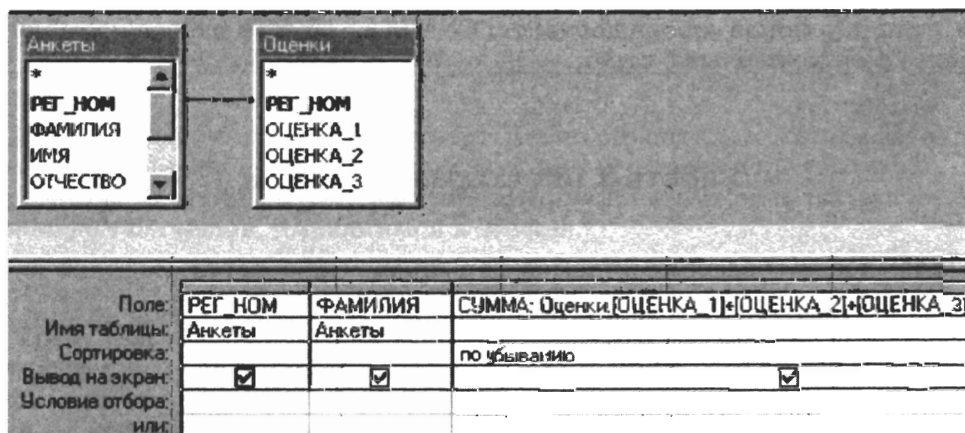 Анкеты
*
РЕГ_НОМ
ФАМИЛИЯ
ИМЯ
ОТЧЕСТВО
Оценки
*
РЕГ_НОМ
ОЦЕНКА_1
ОЦЕНКА_2
ОЦЕНКА_3
Поле: РЕГ_НОМ ФАМИЛИЯ СУММА: Оценки.[ОЦЕНКА_1]+[ОЦЕНКА_2]+[ОЦЕНКА_3]
Имя таблицы: Анкеты Анкеты
Сортировка: по убыванию
Вывод на экран:
Условие отбора:
или: